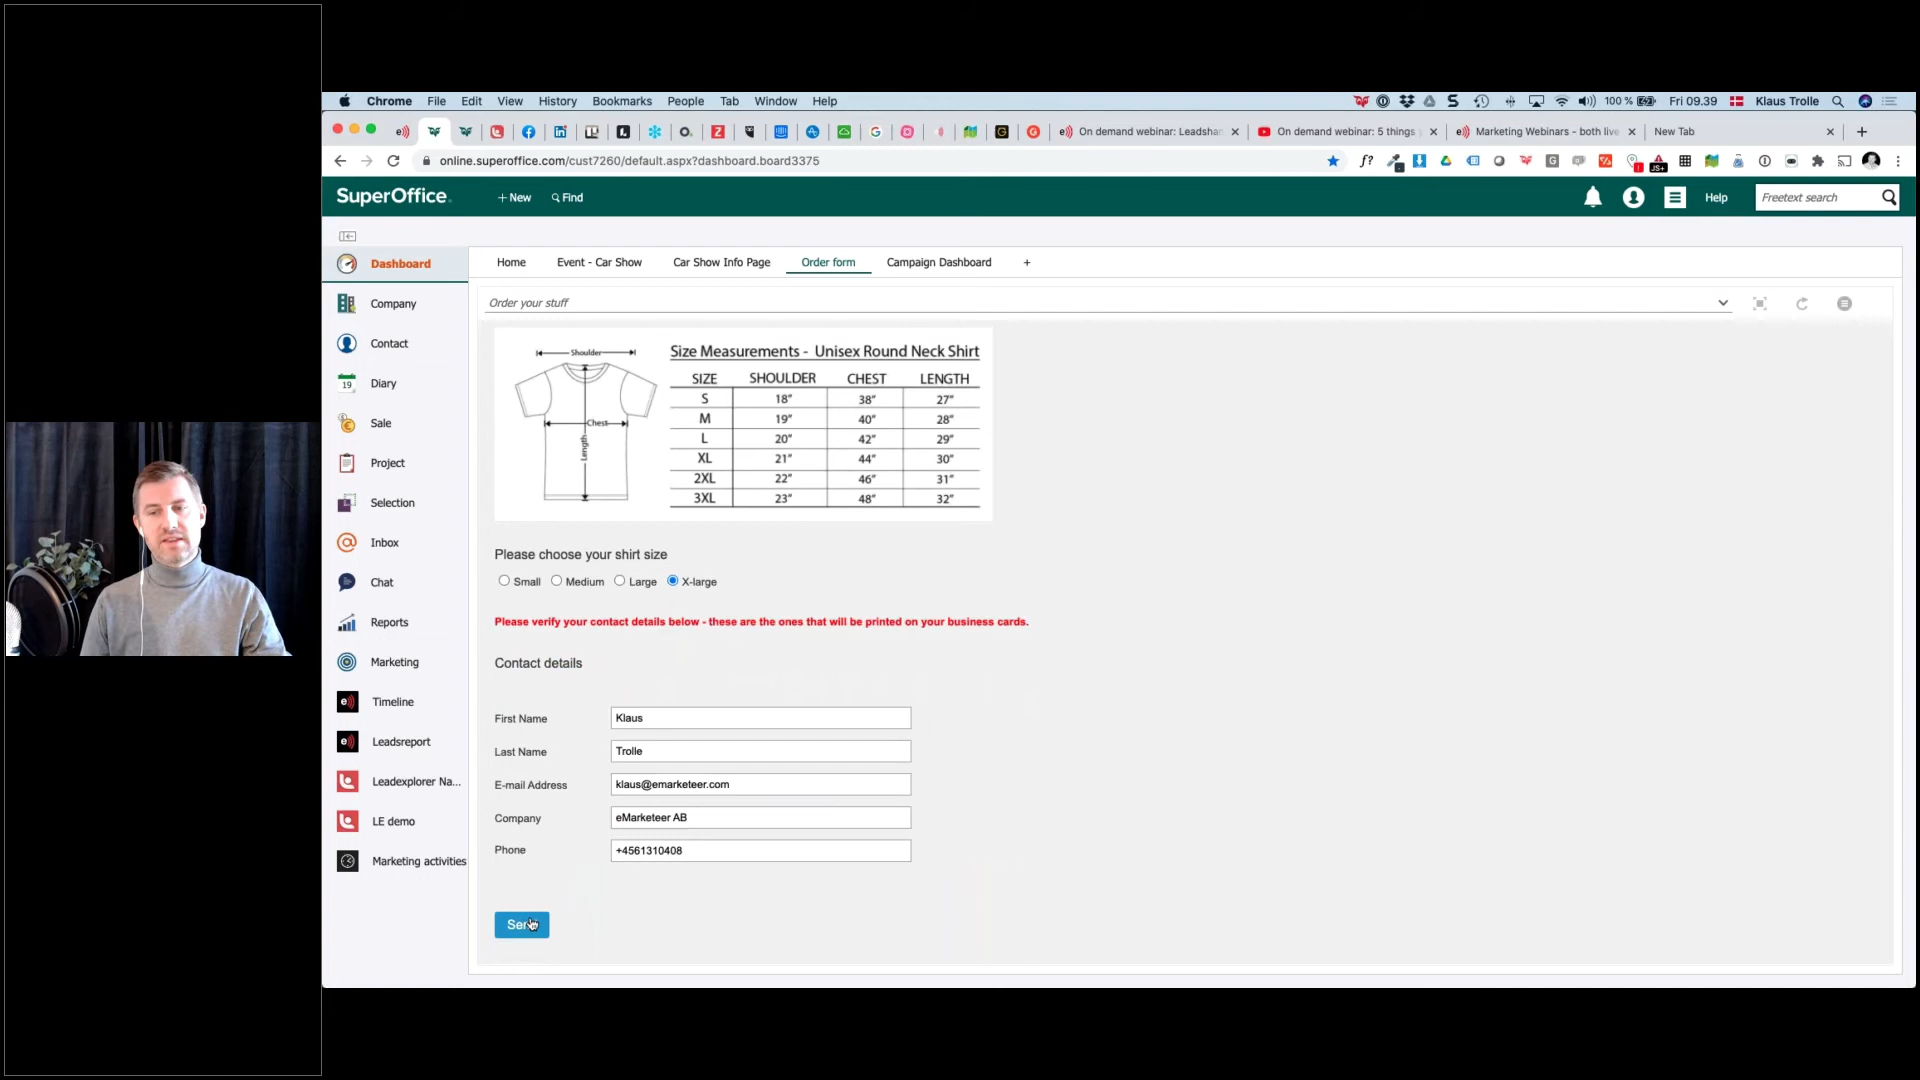 Chrome File Edit View History Bookmarks People Tab Window Help 100 % Fri 09.39 Klaus Trolle
On demand webinar: Leadshar On demand webinar: 5 things Marketing Webinars - both live New Tab
online.superoffice.com/cust7260/default.aspx?dashboard.board3375
SuperOffice. + New Find Help Freetext search
Dashboard
Company
Contact
19 Diary
Sale
Project
Selection
Inbox
Chat
Reports
Marketing
Timeline
Leadsreport
Leadexplorer Na...
LE demo
Marketing activities
Home Event - Car Show Car Show Info Page Order form Campaign Dashboard +
Order your stuff
Shoulder
Chest
Length
Size Measurements - Unisex Round Neck Shirt
SIZE SHOULDER CHEST LENGTH
S 18" 38" 27"
M 19" 40" 28"
L 20" 42" 29"
XL 21" 44" 30"
2XL 22" 46" 31"
3XL 23" 48" 32"
Please choose your shirt size
Small Medium Large X-large
Please verify your contact details below - these are the ones that will be printed on your business cards.
Contact details
First Name Klaus
Last Name Trolle
E-mail Address klaus@emarketeer.com
Company eMarketeer AB
Phone +4561310408